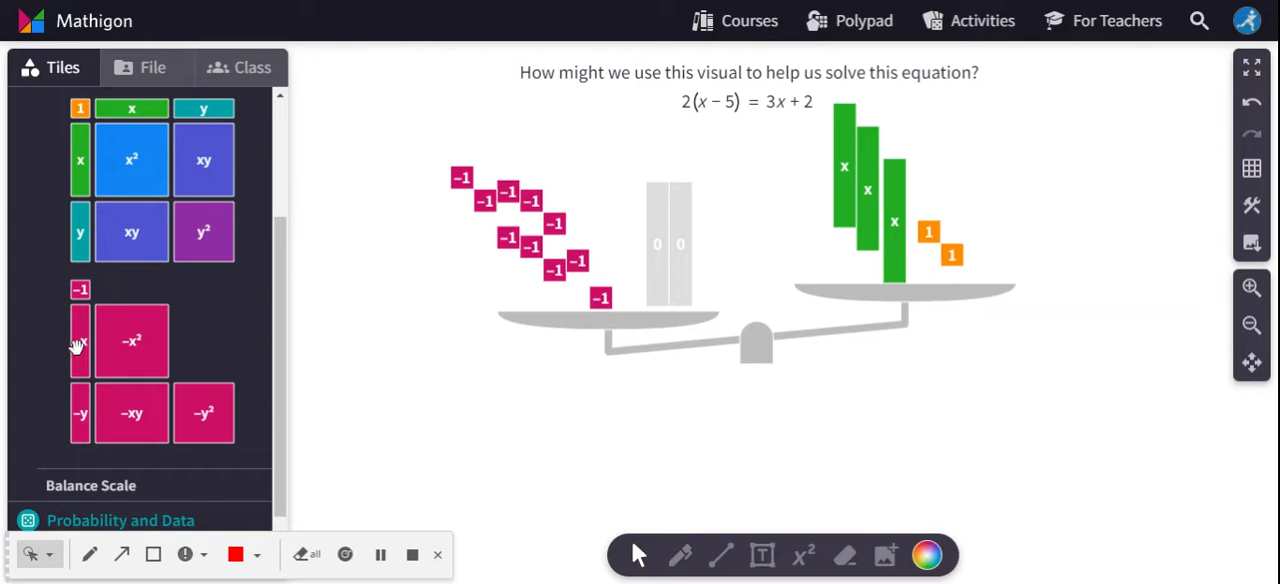 Mathigon
Courses
Polypad
Activities
For Teachers
Tiles
File
Class
How might we use this visual to help us solve this equation?
2(x − 5) = 3x + 2
1 x y
x x² xy
y xy y²
−1
x −x²
−y −xy −y²
Balance Scale
Probability and Data
all
−1
−1
−1
−1
−1
−1
−1
−1
−1
−1
0 0
x
x
x
1
1
T
x²